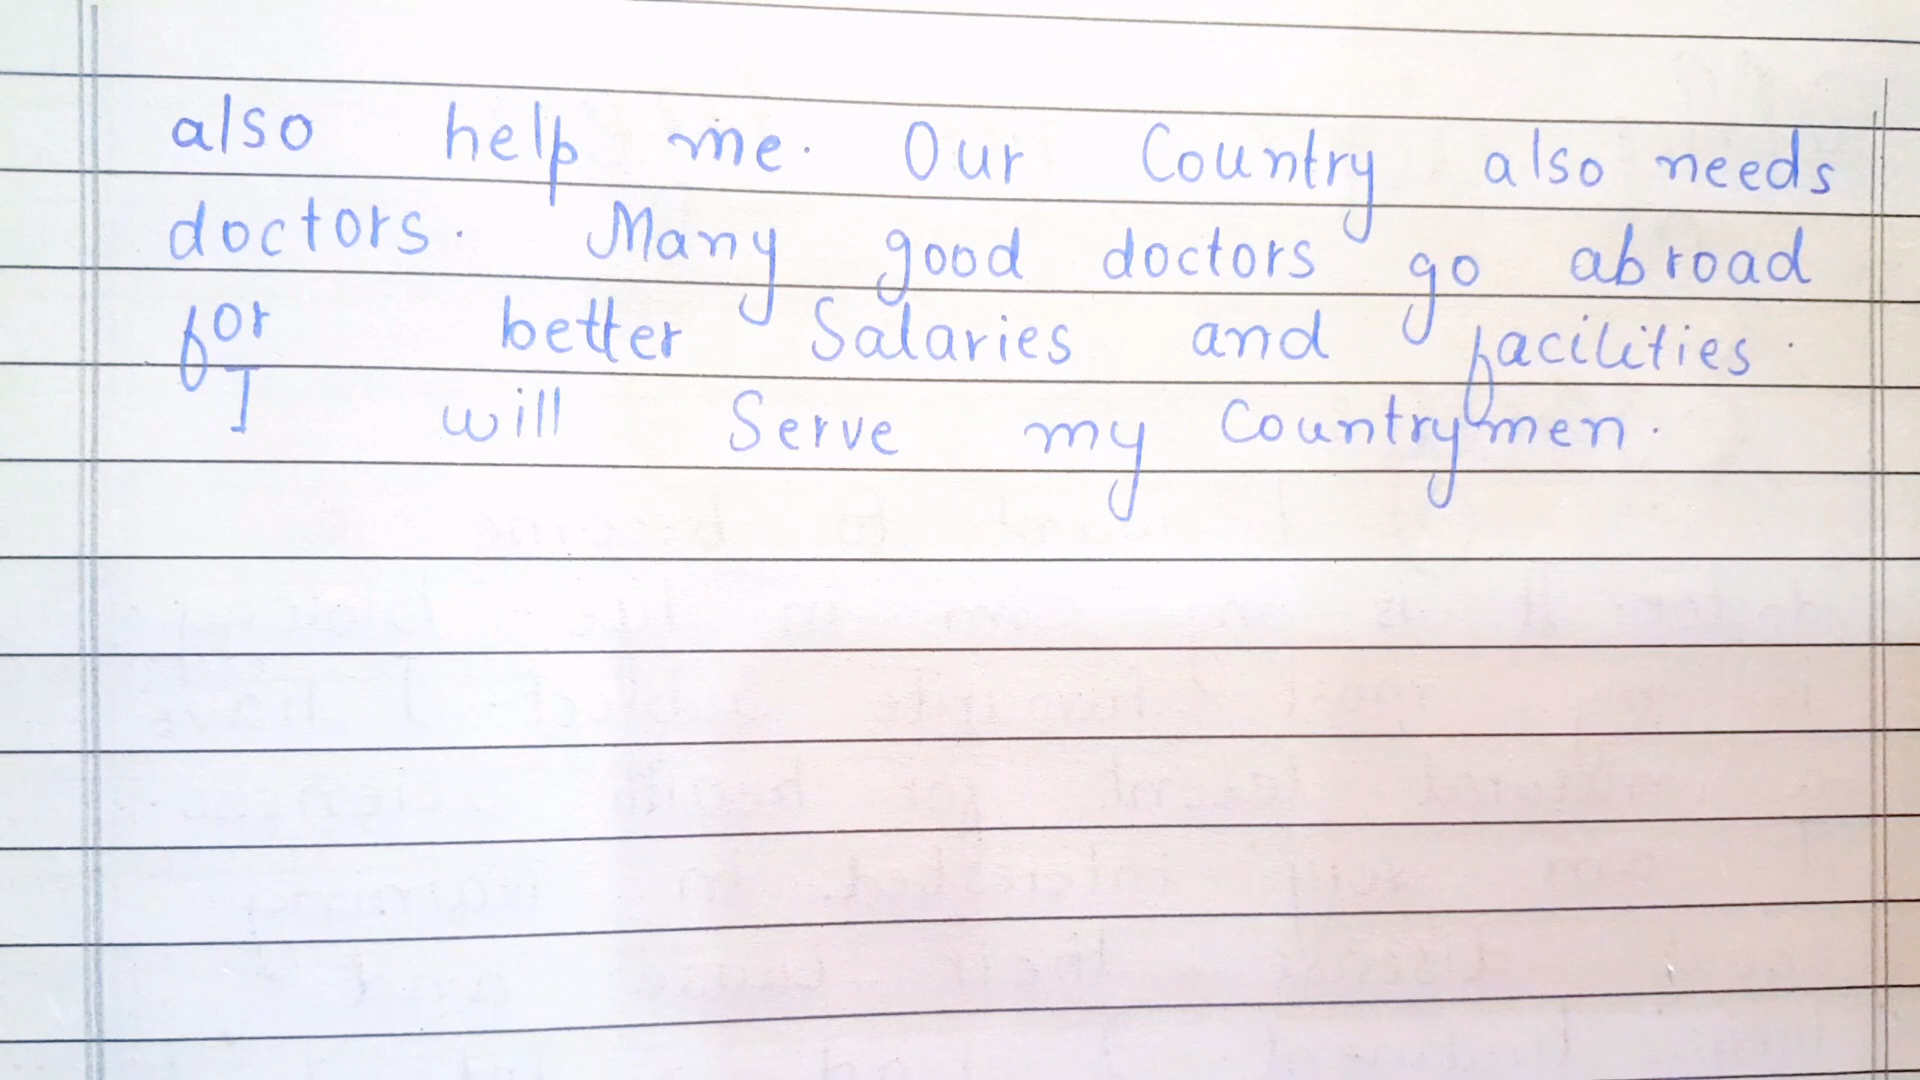 also help me. Our Country also needs
doctors. Many good doctors go abroad
for better Salaries and facilities.
I will Serve my Countrymen.